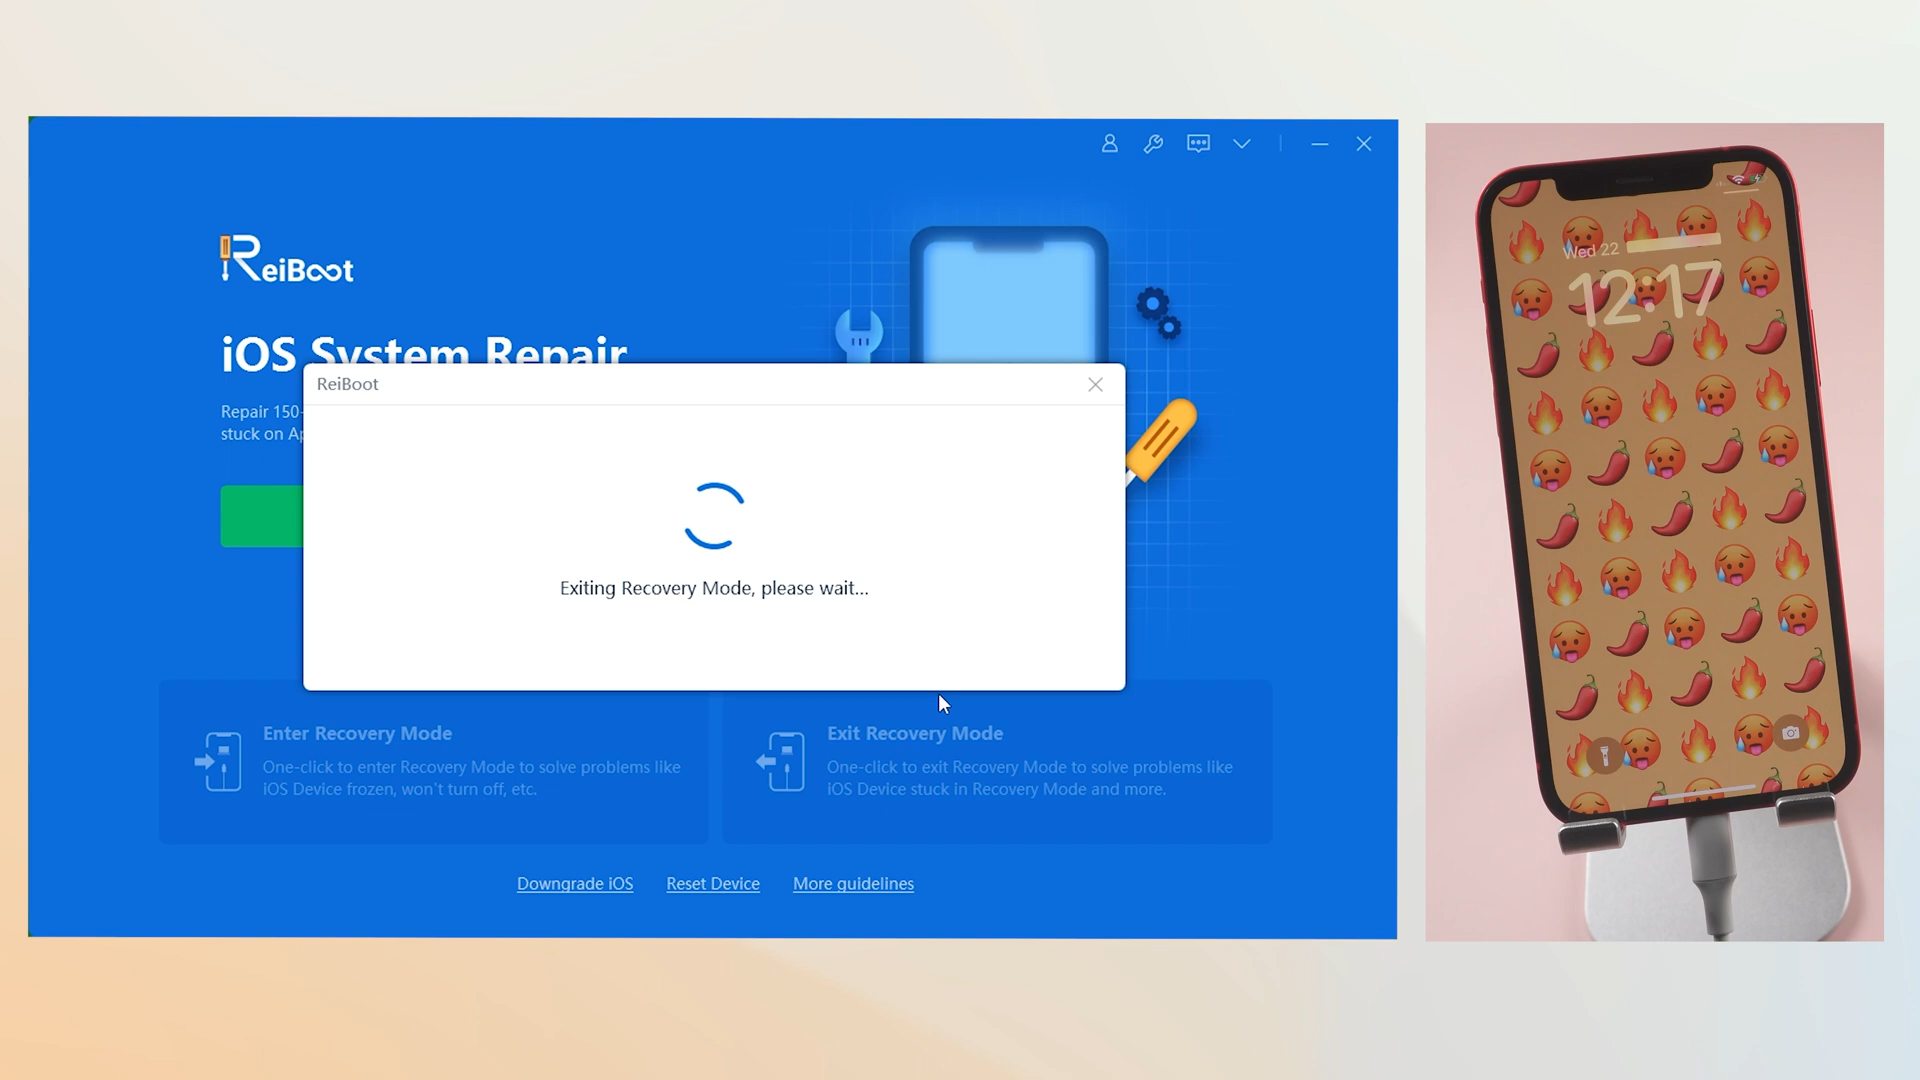 ReiBoot
iOS System Repair
Repair 150
stuck on Ap
ReiBoot
Exiting Recovery Mode, please wait...
Enter Recovery Mode
One-click to enter Recovery Mode to solve problems like
iOS Device frozen, won't turn off, etc.
Exit Recovery Mode
One-click to exit Recovery Mode to solve problems like
iOS Device stuck in Recovery Mode and more.
Downgrade iOS
Reset Device
More guidelines
Wed 22
12:17